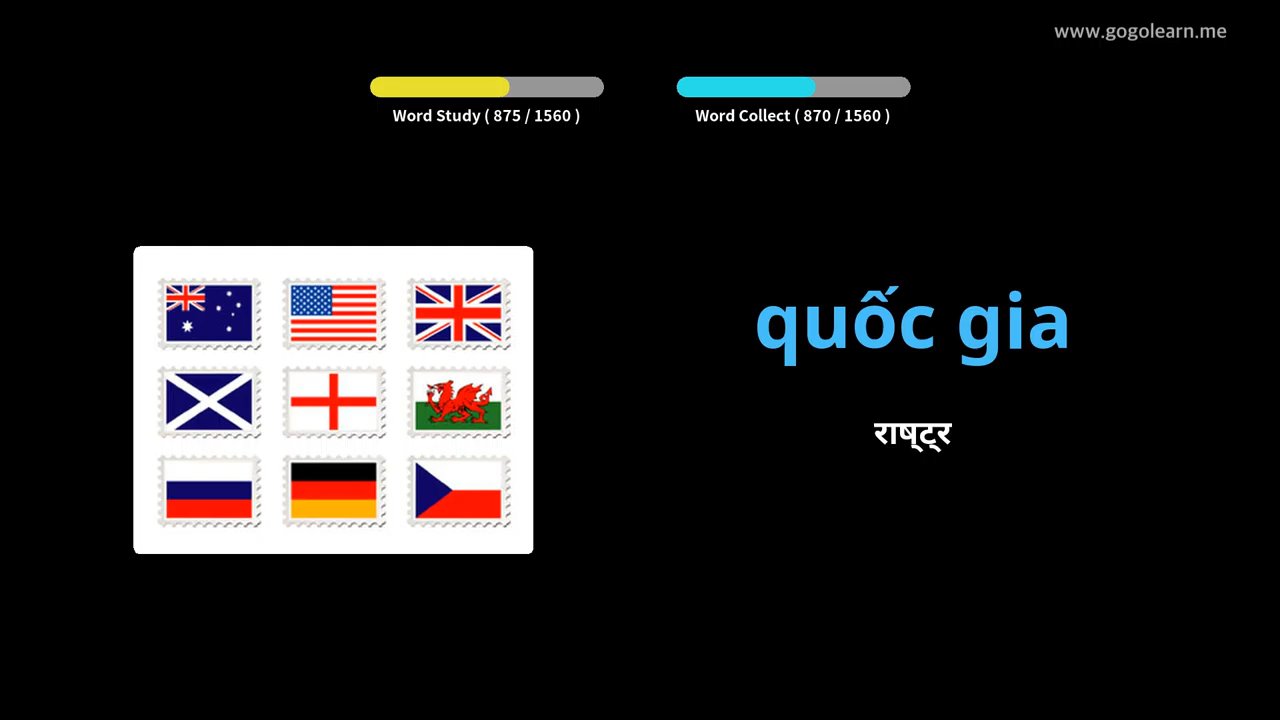 www.gogolearn.me
Word Study ( 875 / 1560 )
Word Collect ( 870 / 1560 )
quốc gia
राष्ट्र